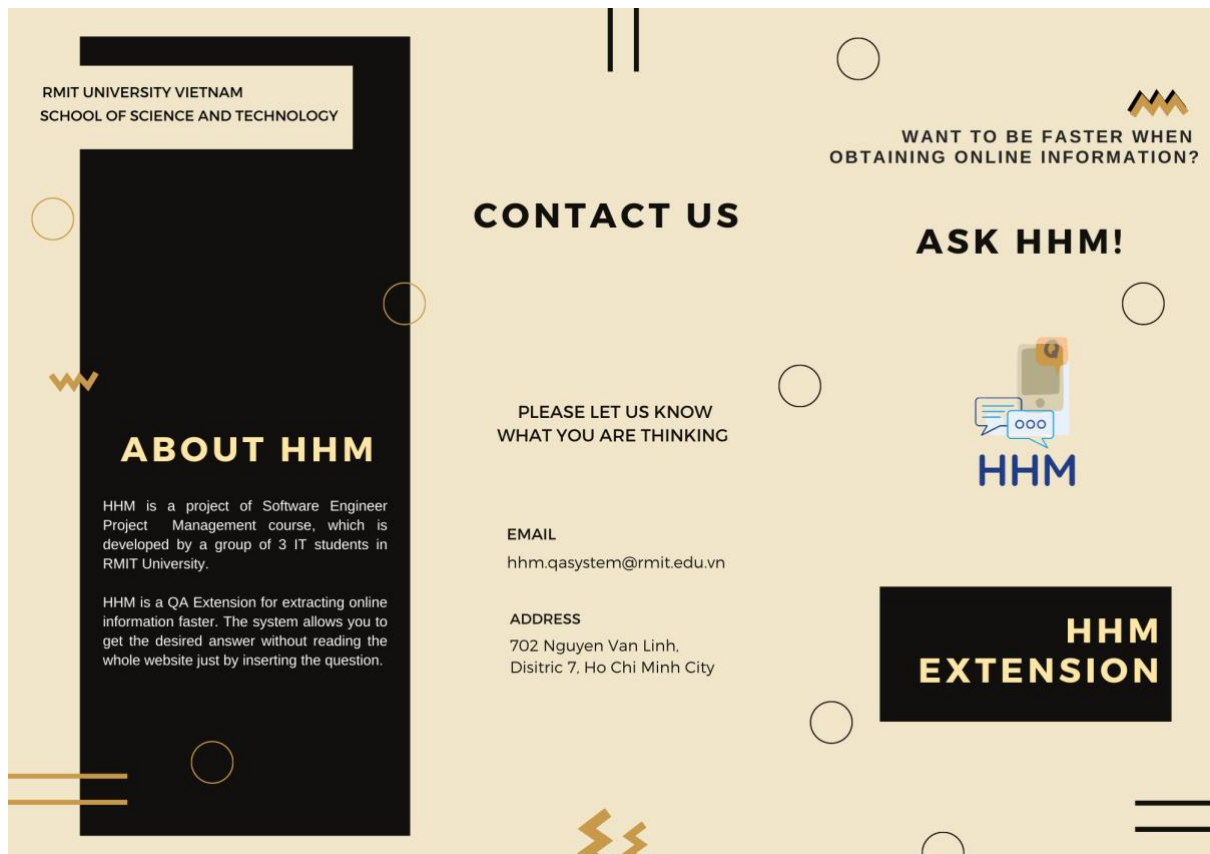 RMIT UNIVERSITY VIETNAM
SCHOOL OF SCIENCE AND TECHNOLOGY
ABOUT HHM
HHM is a project of Software Engineer
Project Management course, which is
developed by a group of 3 IT students in
RMIT University.
HHM is a QA Extension for extracting online
information faster. The system allows you to
get the desired answer without reading the
whole website just by inserting the question.
CONTACT US
PLEASE LET US KNOW
WHAT YOU ARE THINKING
EMAIL
hhm.qasystem@rmit.edu.vn
ADDRESS
702 Nguyen Van Linh,
Disitric 7, Ho Chi Minh City
WANT TO BE FASTER WHEN
OBTAINING ONLINE INFORMATION?
ASK HHM!
Q
HHM
HHM
EXTENSION